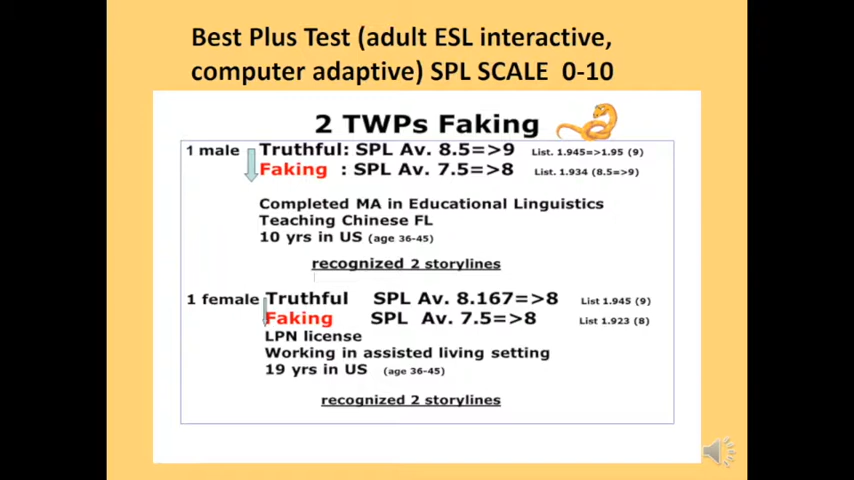 Best Plus Test (adult ESL interactive,
computer adaptive) SPL SCALE 0-10
2 TWPs Faking
1 male Truthful: SPL Av. 8.5=>9 List. 1.945=>1.95 (9)
Faking : SPL Av. 7.5=>8 List. 1.934 (8.5=>9)
Completed MA in Educational Linguistics
Teaching Chinese FL
10 yrs in US (age 36-45)
recognized 2 storylines
1 female Truthful SPL Av. 8.167=>8 List 1.945 (9)
Faking SPL Av. 7.5=>8 List 1.923 (8)
LPN license
Working in assisted living setting
19 yrs in US (age 36-45)
recognized 2 storylines